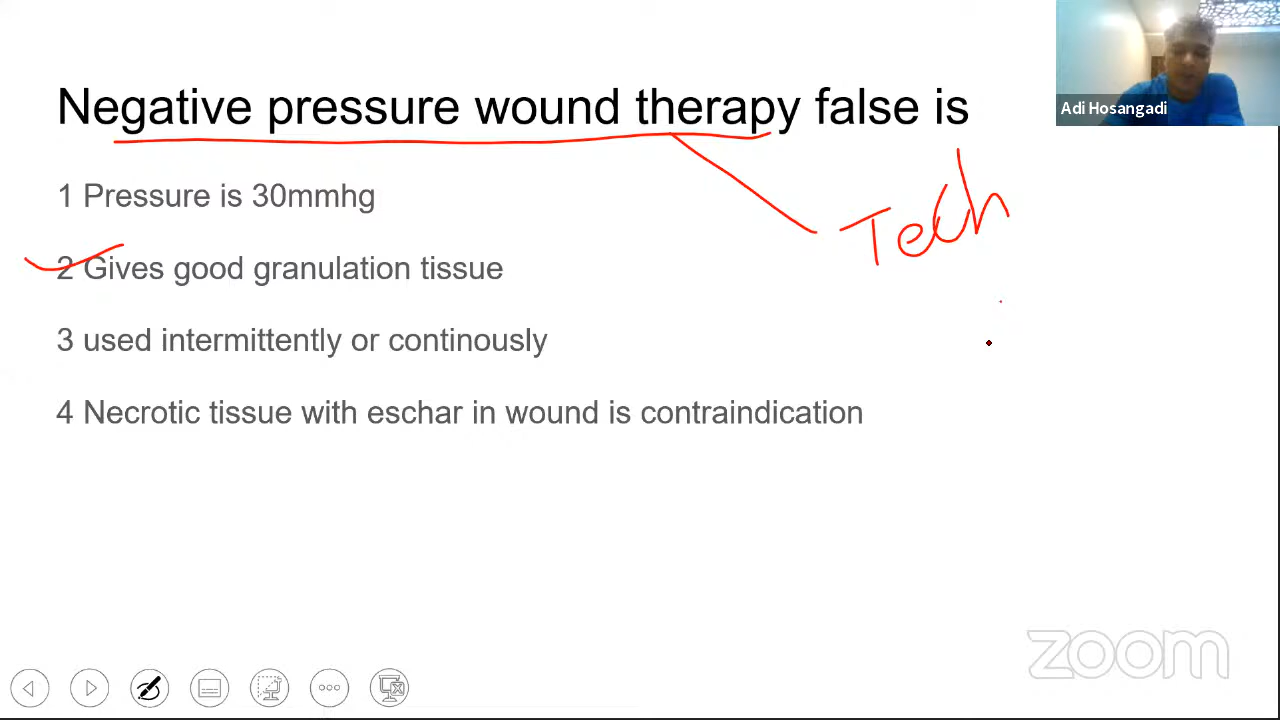 Negative pressure wound therapy false is
Adi Hosangadi
1 Pressure is 30mmhg
Tech
2 Gives good granulation tissue
3 used intermittently or continously
4 Necrotic tissue with eschar in wound is contraindication
zoom